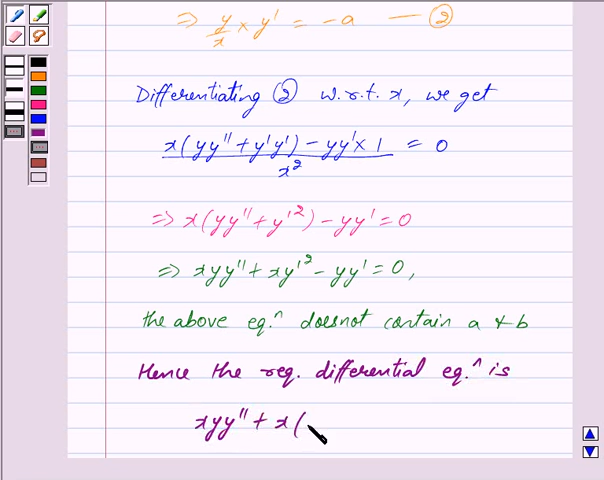 ⇒ y/x × y' = -a — ②
Differentiating ② w.r.t. x, we get
x(yy'' + y'y') - yy' × 1 / x² = 0
⇒ x(yy'' + y'²) - yy' = 0
⇒ xyy'' + xy'² - yy' = 0,
the above eq.ⁿ doesnot contain a & b
Hence the req. differential eq.ⁿ is
xyy'' + x(